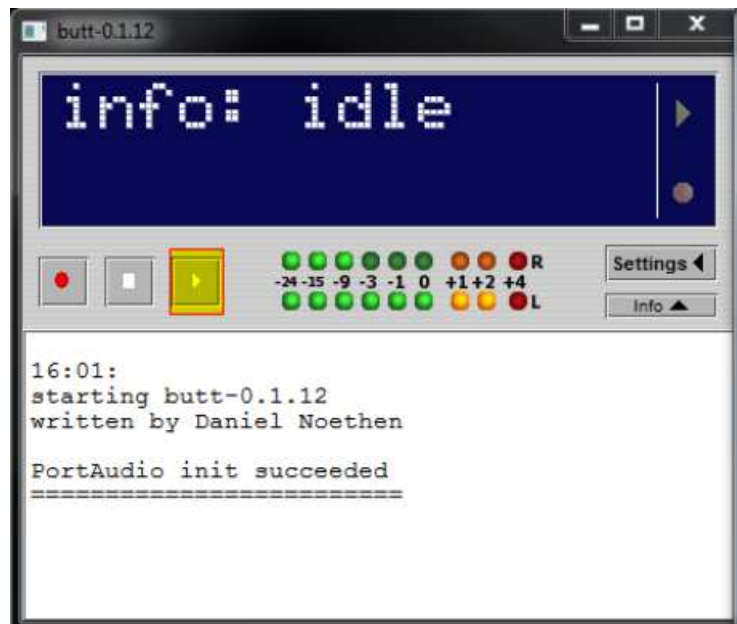 butt-0.1.12
info: idle
R
-24 -15 -9 -3 -1 0 +1 +2 +4
L
Settings
Info
16:01:
starting butt-0.1.12
written by Daniel Noethen
PortAudio init succeeded
=========================